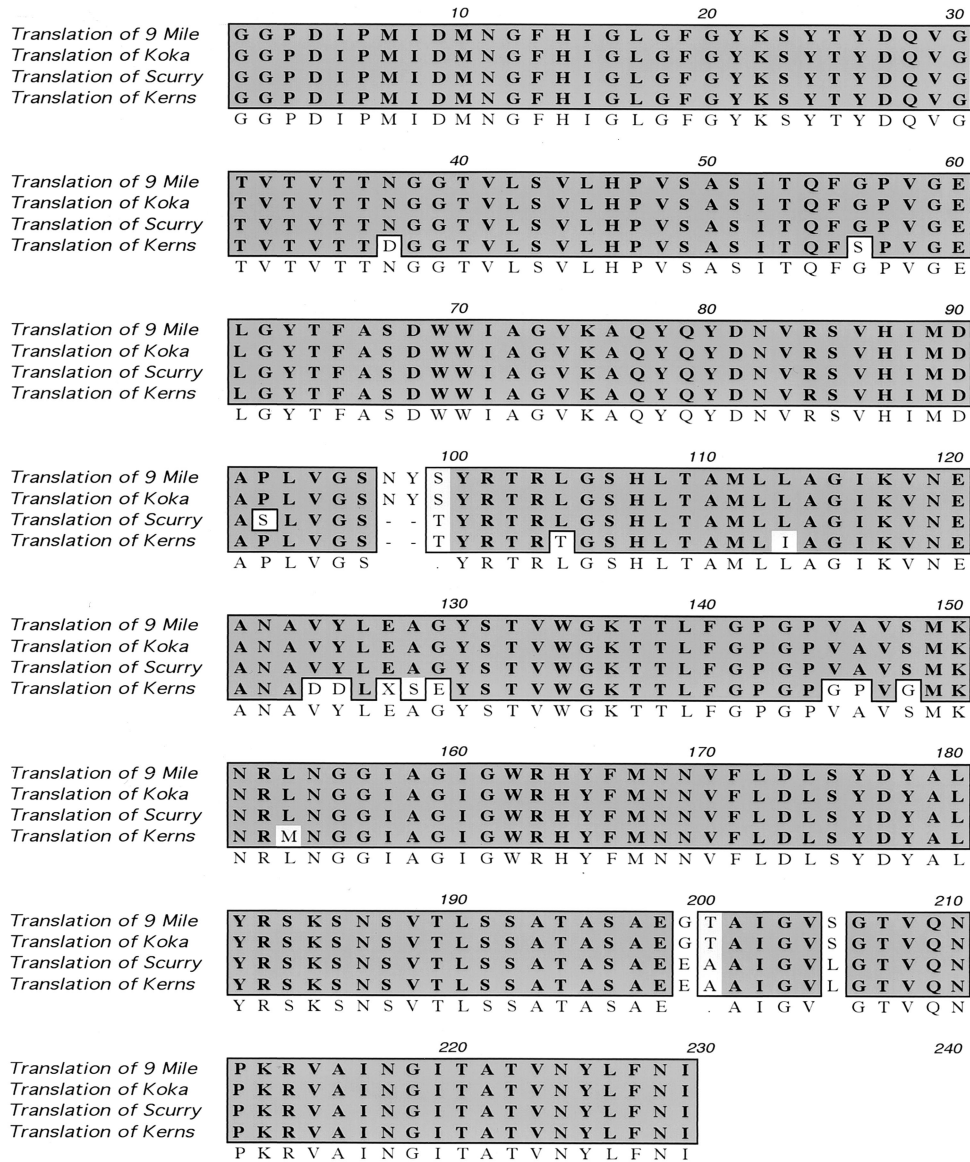 10 20 30
Translation of 9 Mile G G P D I P M I D M N G F H I G L G F G Y K S Y T Y D Q V G
Translation of Koka G G P D I P M I D M N G F H I G L G F G Y K S Y T Y D Q V G
Translation of Scurry G G P D I P M I D M N G F H I G L G F G Y K S Y T Y D Q V G
Translation of Kerns G G P D I P M I D M N G F H I G L G F G Y K S Y T Y D Q V G
G G P D I P M I D M N G F H I G L G F G Y K S Y T Y D Q V G
40 50 60
Translation of 9 Mile T V T V T T N G G T V L S V L H P V S A S I T Q F G P V G E
Translation of Koka T V T V T T N G G T V L S V L H P V S A S I T Q F G P V G E
Translation of Scurry T V T V T T N G G T V L S V L H P V S A S I T Q F G P V G E
Translation of Kerns T V T V T T D G G T V L S V L H P V S A S I T Q F S P V G E
T V T V T T N G G T V L S V L H P V S A S I T Q F G P V G E
70 80 90
Translation of 9 Mile L G Y T F A S D W W I A G V K A Q Y Q Y D N V R S V H I M D
Translation of Koka L G Y T F A S D W W I A G V K A Q Y Q Y D N V R S V H I M D
Translation of Scurry L G Y T F A S D W W I A G V K A Q Y Q Y D N V R S V H I M D
Translation of Kerns L G Y T F A S D W W I A G V K A Q Y Q Y D N V R S V H I M D
L G Y T F A S D W W I A G V K A Q Y Q Y D N V R S V H I M D
100 110 120
Translation of 9 Mile A P L V G S N Y S Y R T R L G S H L T A M L L A G I K V N E
Translation of Koka A P L V G S N Y S Y R T R L G S H L T A M L L A G I K V N E
Translation of Scurry A S L V G S - - T Y R T R L G S H L T A M L L A G I K V N E
Translation of Kerns A P L V G S - - T Y R T R T G S H L T A M L I A G I K V N E
A P L V G S . Y R T R L G S H L T A M L L A G I K V N E
130 140 150
Translation of 9 Mile A N A V Y L E A G Y S T V W G K T T L F G P G P V A V S M K
Translation of Koka A N A V Y L E A G Y S T V W G K T T L F G P G P V A V S M K
Translation of Scurry A N A V Y L E A G Y S T V W G K T T L F G P G P V A V S M K
Translation of Kerns A N A D D L X S E Y S T V W G K T T L F G P G P G P V G M K
A N A V Y L E A G Y S T V W G K T T L F G P G P V A V S M K
160 170 180
Translation of 9 Mile N R L N G G I A G I G W R H Y F M N N V F L D L S Y D Y A L
Translation of Koka N R L N G G I A G I G W R H Y F M N N V F L D L S Y D Y A L
Translation of Scurry N R L N G G I A G I G W R H Y F M N N V F L D L S Y D Y A L
Translation of Kerns N R M N G G I A G I G W R H Y F M N N V F L D L S Y D Y A L
N R L N G G I A G I G W R H Y F M N N V F L D L S Y D Y A L
190 200 210
Translation of 9 Mile Y R S K S N S V T L S S A T A S A E G T A I G V S G T V Q N
Translation of Koka Y R S K S N S V T L S S A T A S A E G T A I G V S G T V Q N
Translation of Scurry Y R S K S N S V T L S S A T A S A E E A A I G V L G T V Q N
Translation of Kerns Y R S K S N S V T L S S A T A S A E E A A I G V L G T V Q N
Y R S K S N S V T L S S A T A S A E . A I G V G T V Q N
220 230 240
Translation of 9 Mile P K R V A I N G I T A T V N Y L F N I
Translation of Koka P K R V A I N G I T A T V N Y L F N I
Translation of Scurry P K R V A I N G I T A T V N Y L F N I
Translation of Kerns P K R V A I N G I T A T V N Y L F N I
P K R V A I N G I T A T V N Y L F N I